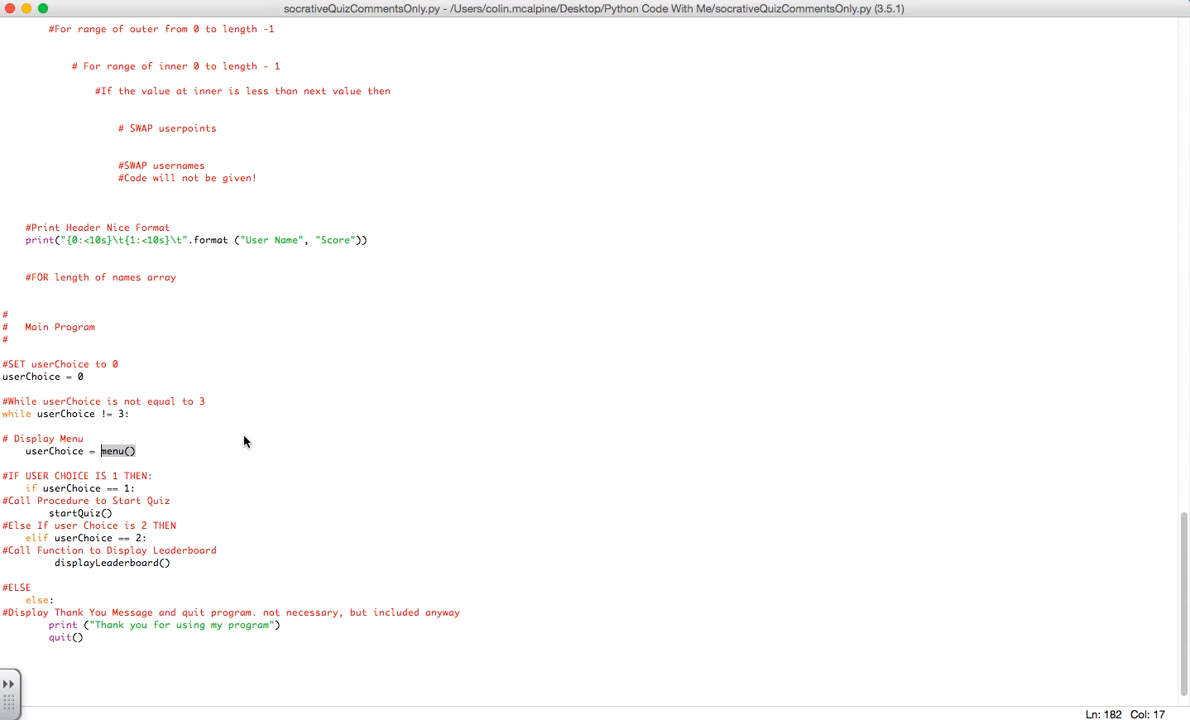 socrativeQuizCommentsOnly.py - /Users/colin.mcalpine/Desktop/Python Code With Me/socrativeQuizCommentsOnly.py (3.5.1)
#For range of outer from 0 to length -1
# For range of inner 0 to length - 1
#If the value at inner is less than next value then
# SWAP userpoints
#SWAP usernames
#Code will not be given!
#Print Header Nice Format
print("{0:<10s}\t{1:<10s}\t".format ("User Name", "Score"))
#FOR length of names array
#
# Main Program
#
#SET userChoice to 0
userChoice = 0
#While userChoice is not equal to 3
while userChoice != 3:
# Display Menu
userChoice = menu()
#IF USER CHOICE IS 1 THEN:
if userChoice == 1:
#Call Procedure to Start Quiz
startQuiz()
#Else If user Choice is 2 THEN
elif userChoice == 2:
#Call Function to Display Leaderboard
displayLeaderboard()
#ELSE
else:
#Display Thank You Message and quit program. not necessary, but included anyway
print ("Thank you for using my program")
quit()
Ln: 182 Col: 17